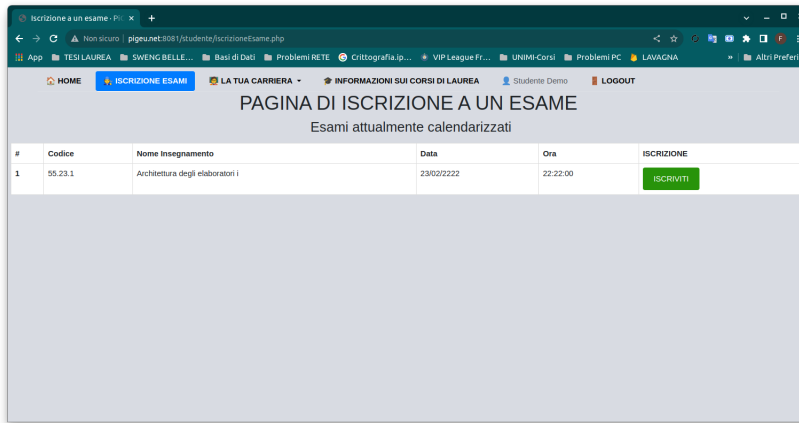 Iscrizione a un esame · Pi
Non sicuro | pigeu.net:8081/studente/iscrizioneEsame.php
App TESI LAUREA SWENG BELLE... Basi di Dati Problemi RETE Crittografia.ip... VIP League Fr... UNIMI-Corsi Problemi PC LAVAGNA » Altri Preferi
HOME ISCRIZIONE ESAMI LA TUA CARRIERA INFORMAZIONI SUI CORSI DI LAUREA Studente Demo LOGOUT
PAGINA DI ISCRIZIONE A UN ESAME
Esami attualmente calendarizzati
# Codice Nome Insegnamento Data Ora ISCRIZIONE
1 55.23.1 Architettura degli elaboratori i 23/02/2222 22:22:00 ISCRIVITI